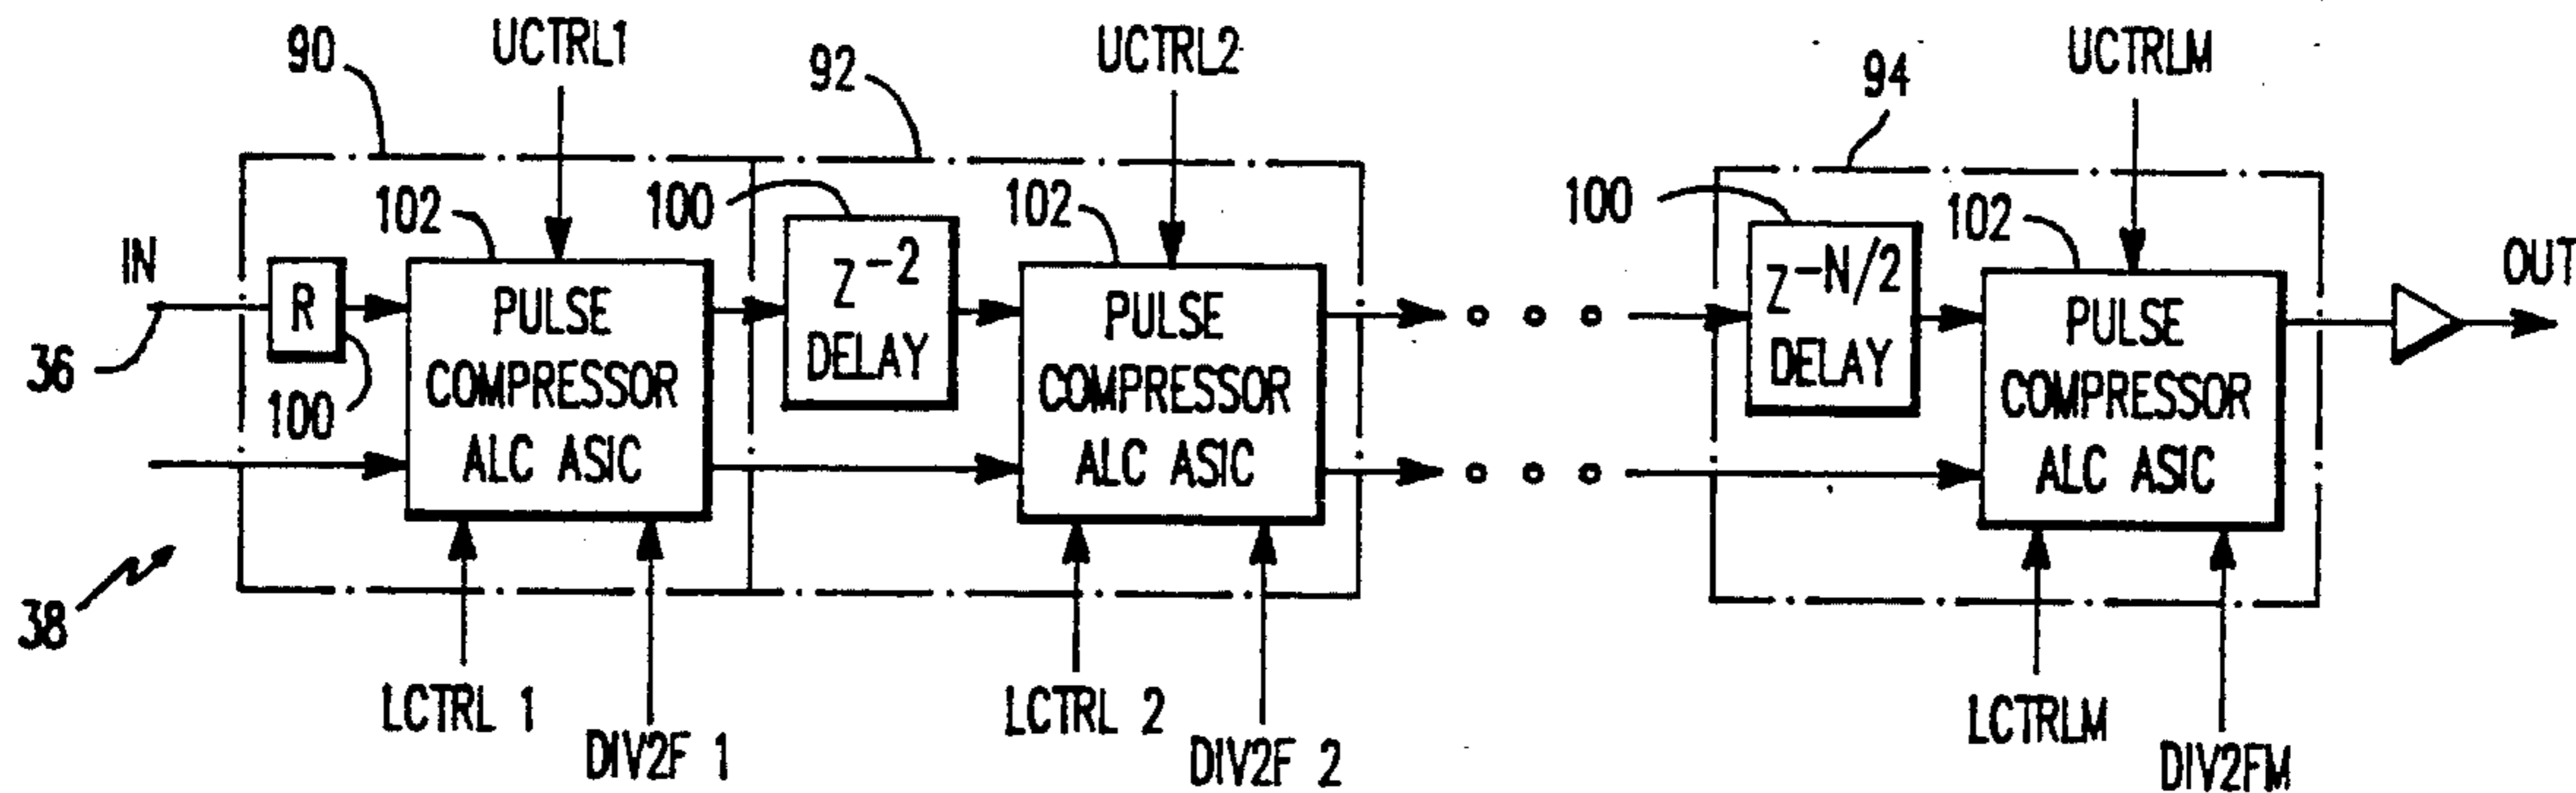 90
UCTRL1
92
UCTRL2
94
UCTRLM
IN
36
38
102
100
R
100
PULSE
COMPRESSOR
ALC ASIC
Z⁻²
DELAY
102
PULSE
COMPRESSOR
ALC ASIC
100
Z⁻ᴺ/²
DELAY
102
PULSE
COMPRESSOR
ALC ASIC
OUT
LCTRL 1
DIV2F 1
LCTRL 2
DIV2F 2
LCTRLM
DIV2FM